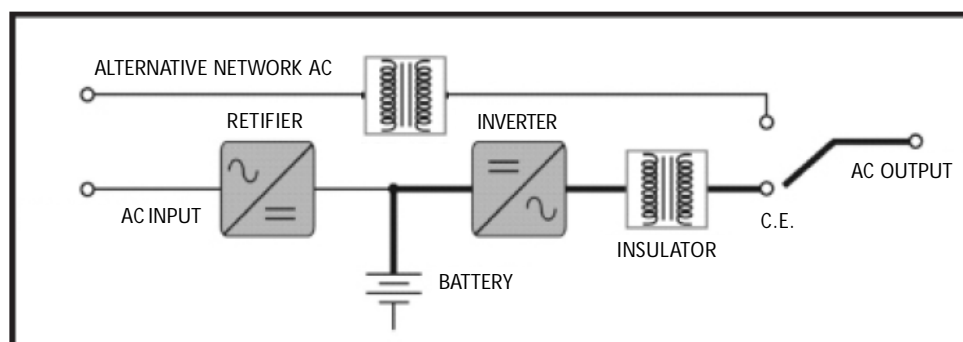 ALTERNATIVE NETWORK AC
RETIFIER
INVERTER
AC INPUT
AC OUTPUT
C.E.
INSULATOR
BATTERY